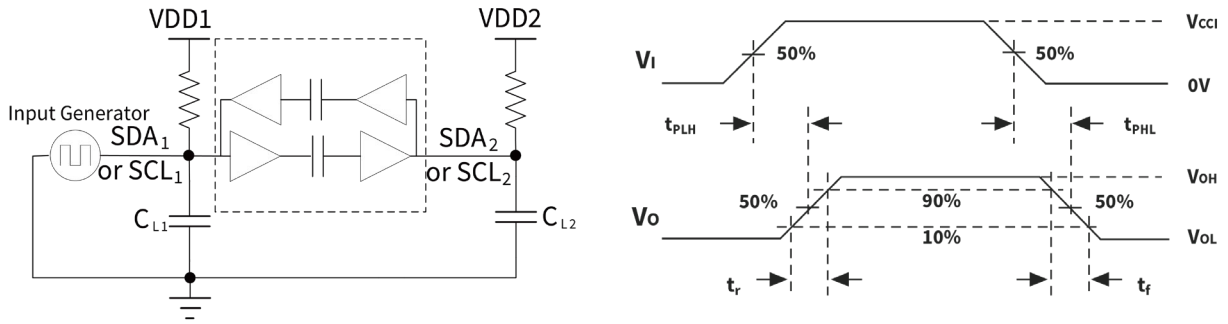 VDD1
VDD2
Input Generator
SDA1
or SCL1
SDA2
or SCL2
CL1
CL2
VI
50%
50%
VCCI
0V
tPLH
tPHL
VO
50%
90%
50%
10%
VOH
VOL
tr
tf